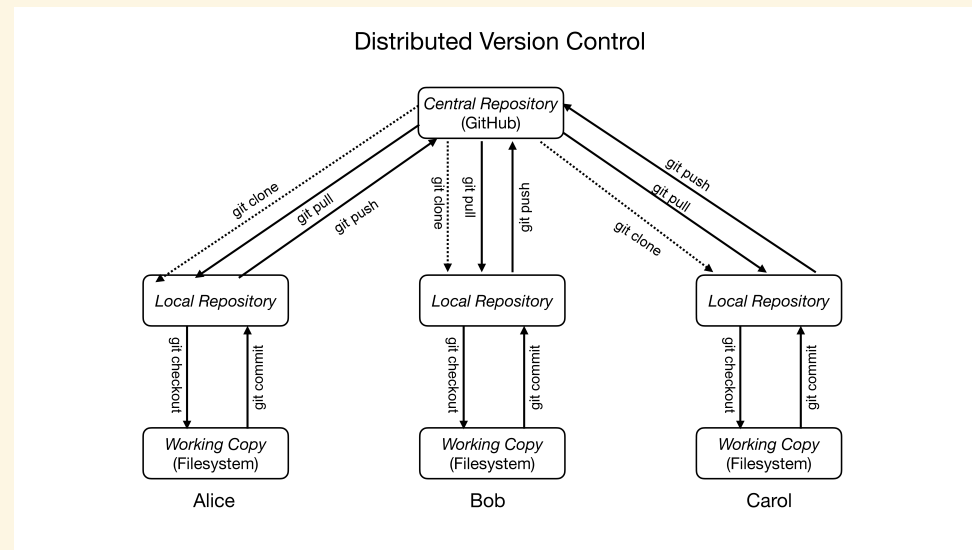 Distributed Version Control
Central Repository
(GitHub)
git clone
git pull
git push
git clone
git pull
git push
git clone
git pull
git push
Local Repository
Local Repository
Local Repository
git checkout
git commit
git checkout
git commit
git checkout
git commit
Working Copy
(Filesystem)
Working Copy
(Filesystem)
Working Copy
(Filesystem)
Alice
Bob
Carol